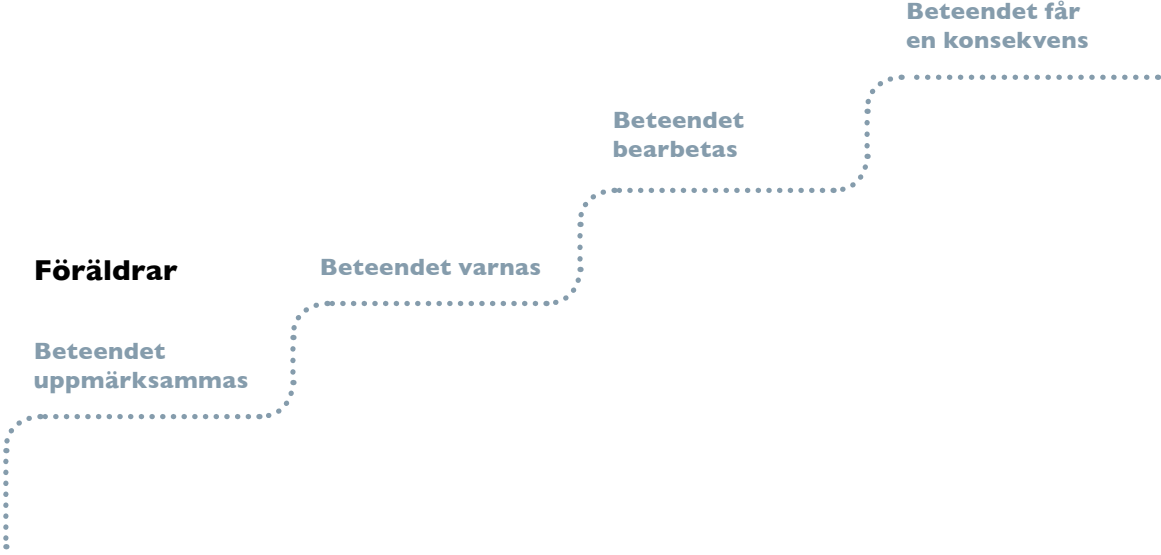 Föräldrar
Beteendet
uppmärksammas
Beteendet varnas
Beteendet
bearbetas
Beteendet får
en konsekvens